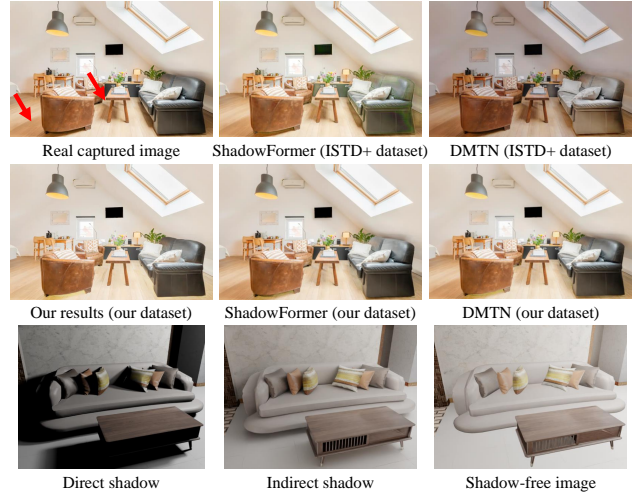 Real captured image
ShadowFormer (ISTD+ dataset)
DMTN (ISTD+ dataset)
Our results (our dataset)
ShadowFormer (our dataset)
DMTN (our dataset)
Direct shadow
Indirect shadow
Shadow-free image